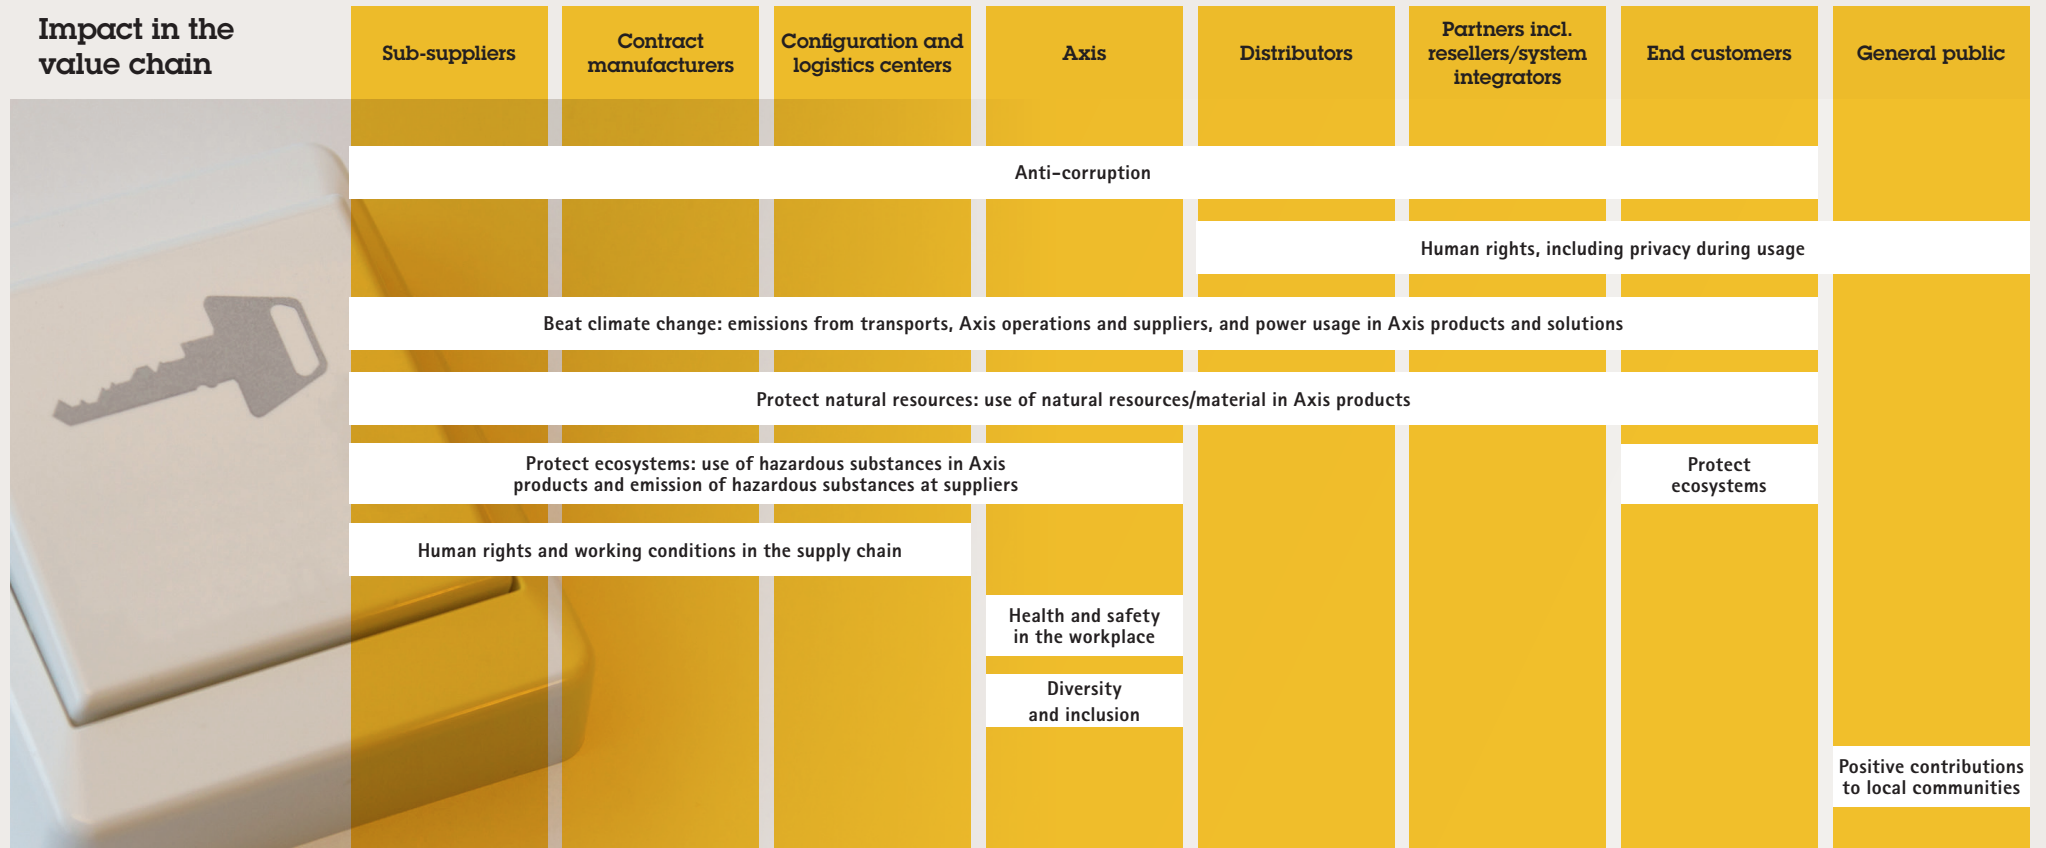 Impact in the
value chain
Sub-suppliers
Contract
manufacturers
Configuration and
logistics centers
Axis
Distributors
Partners incl.
resellers/system
integrators
End customers
General public
Anti-corruption
Human rights, including privacy during usage
Beat climate change: emissions from transports, Axis operations and suppliers, and power usage in Axis products and solutions
Protect natural resources: use of natural resources/material in Axis products
Protect ecosystems: use of hazardous substances in Axis
products and emission of hazardous substances at suppliers
Protect
ecosystems
Human rights and working conditions in the supply chain
Health and safety
in the workplace
Diversity
and inclusion
Positive contributions
to local communities